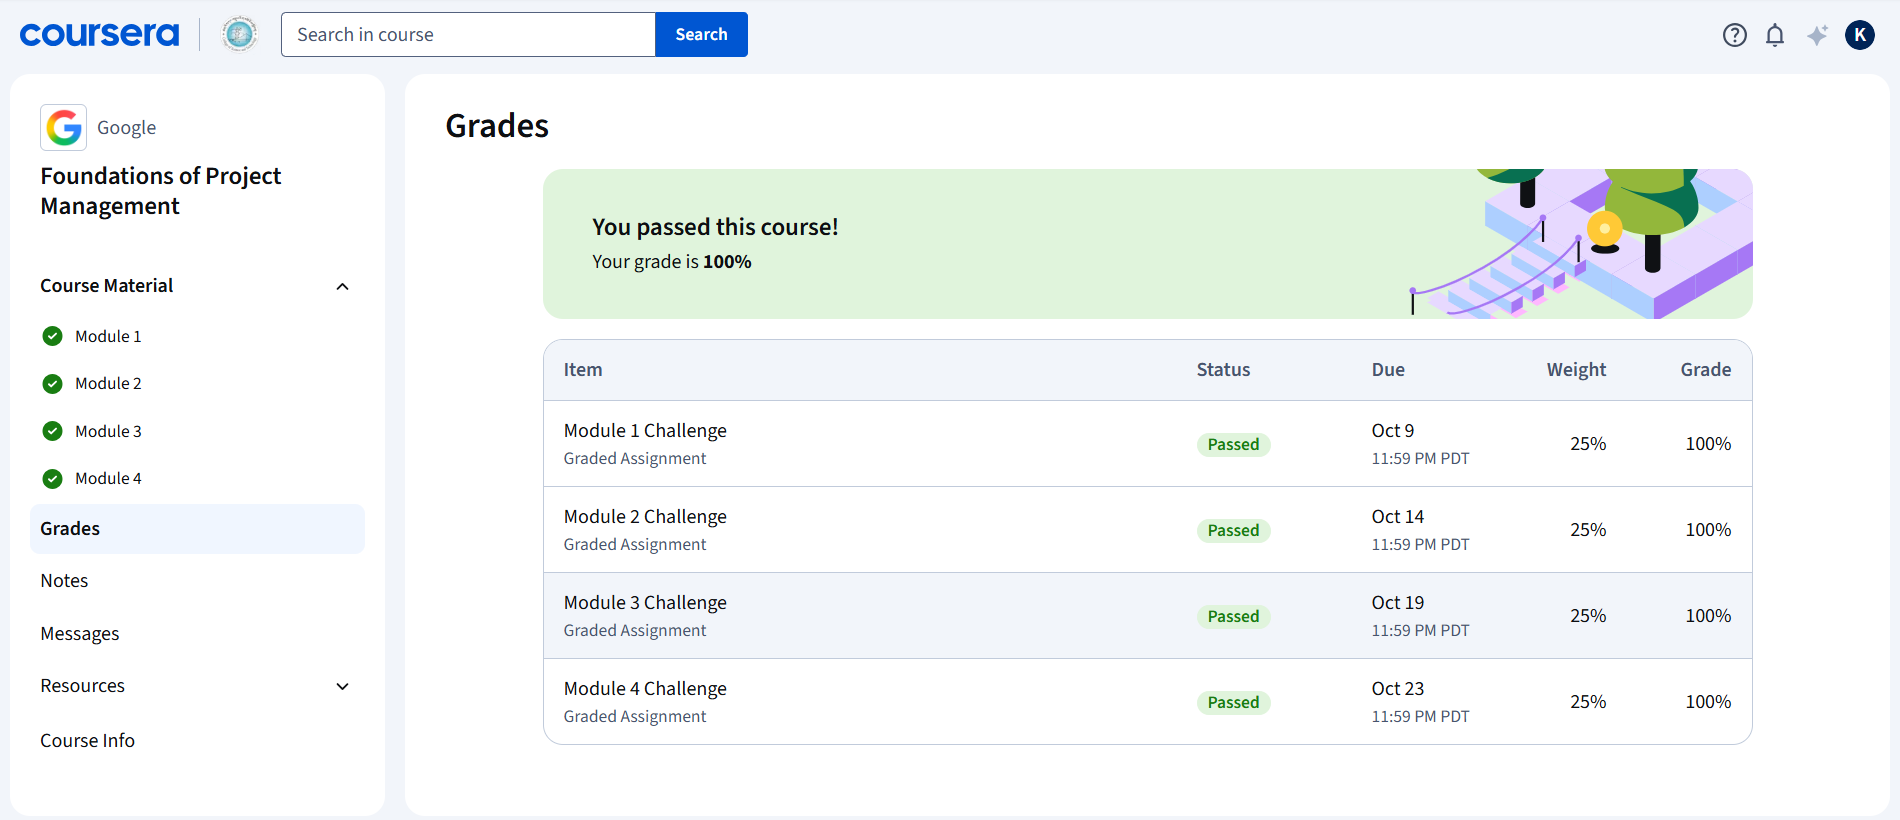 coursera
Search in course
Search
K
Google
Foundations of Project
Management
Course Material
Module 1
Module 2
Module 3
Module 4
Grades
Notes
Messages
Resources
Course Info
Grades
You passed this course!
Your grade is 100%
Item Status Due Weight Grade
Module 1 Challenge
Graded Assignment
Passed
Oct 9
11:59 PM PDT
25%
100%
Module 2 Challenge
Graded Assignment
Passed
Oct 14
11:59 PM PDT
25%
100%
Module 3 Challenge
Graded Assignment
Passed
Oct 19
11:59 PM PDT
25%
100%
Module 4 Challenge
Graded Assignment
Passed
Oct 23
11:59 PM PDT
25%
100%